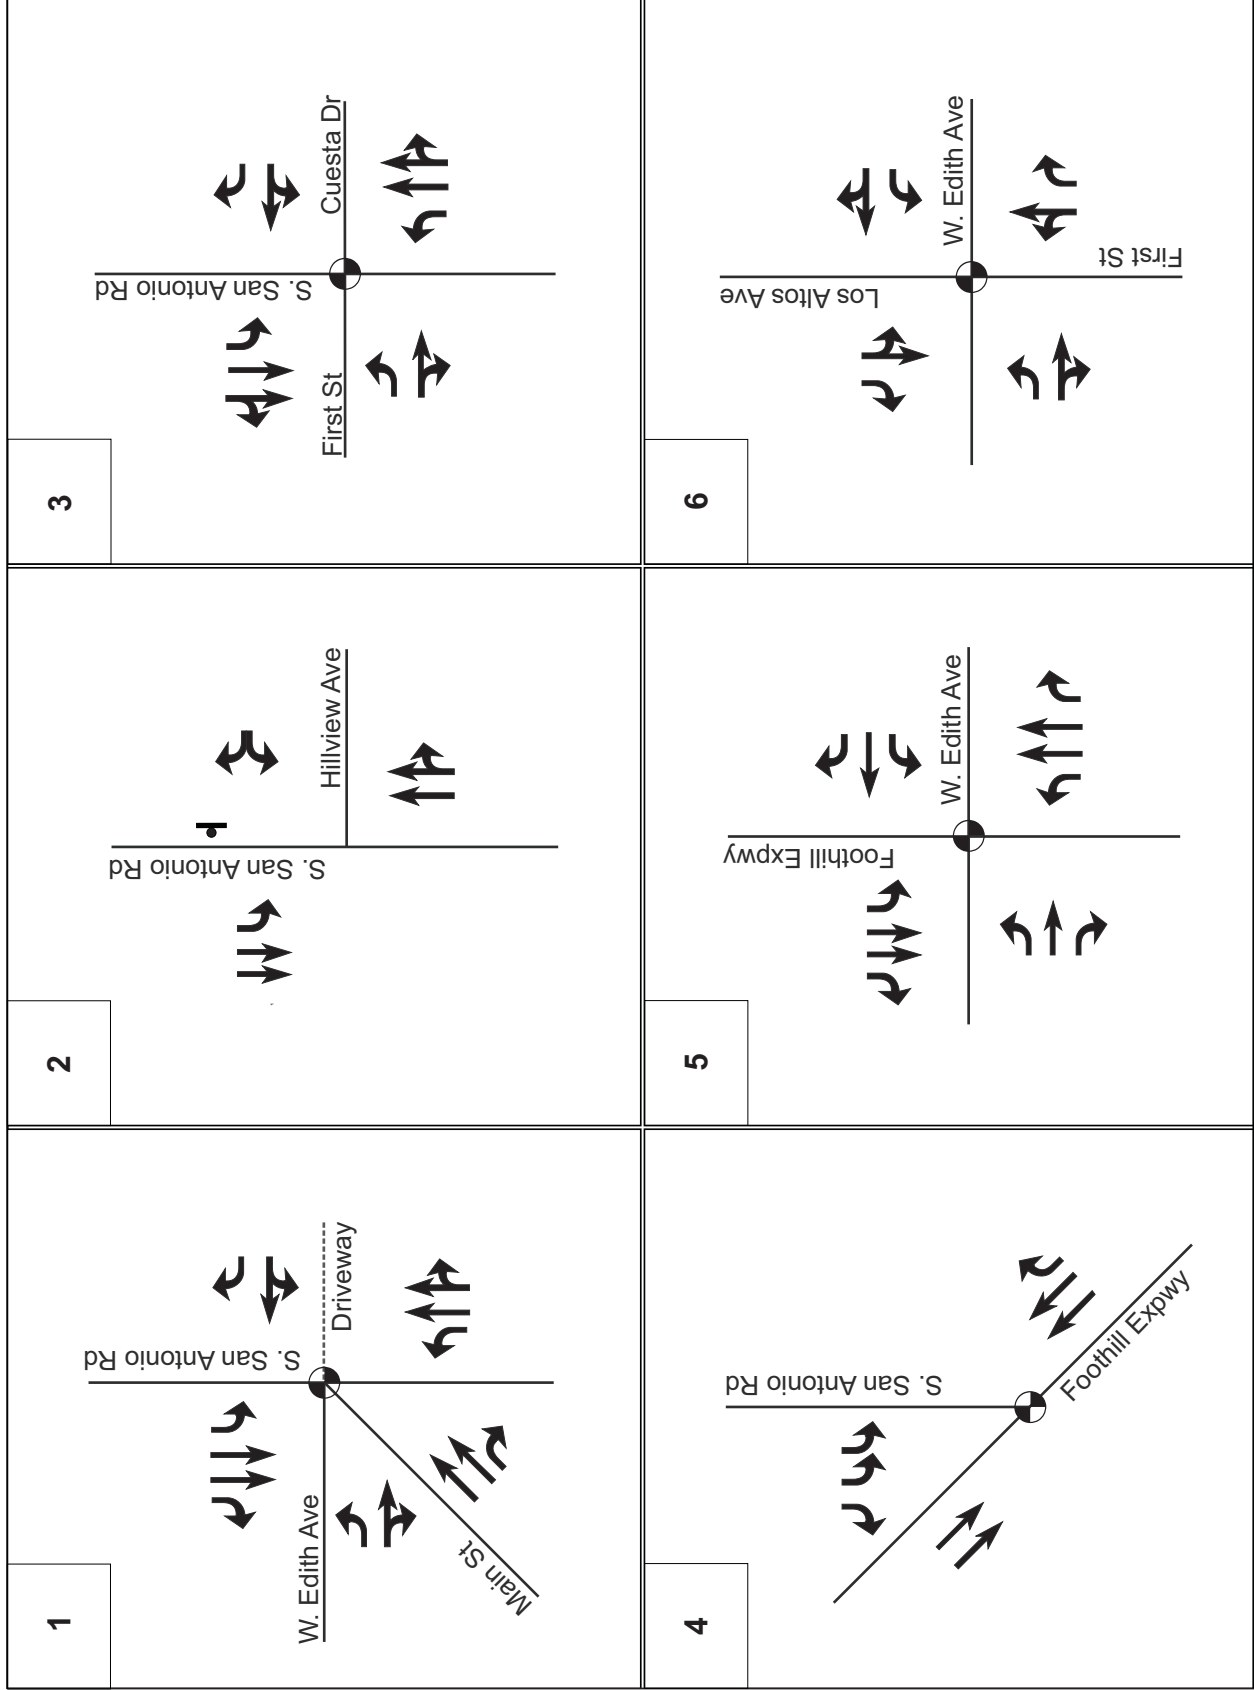 1
S. San Antonio Rd
W. Edith Ave
Driveway
Main St
2
S. San Antonio Rd
Hillview Ave
3
S. San Antonio Rd
First St
Cuesta Dr
4
S. San Antonio Rd
Foothill Expwy
5
Foothill Expwy
W. Edith Ave
6
Los Altos Ave
W. Edith Ave
First St